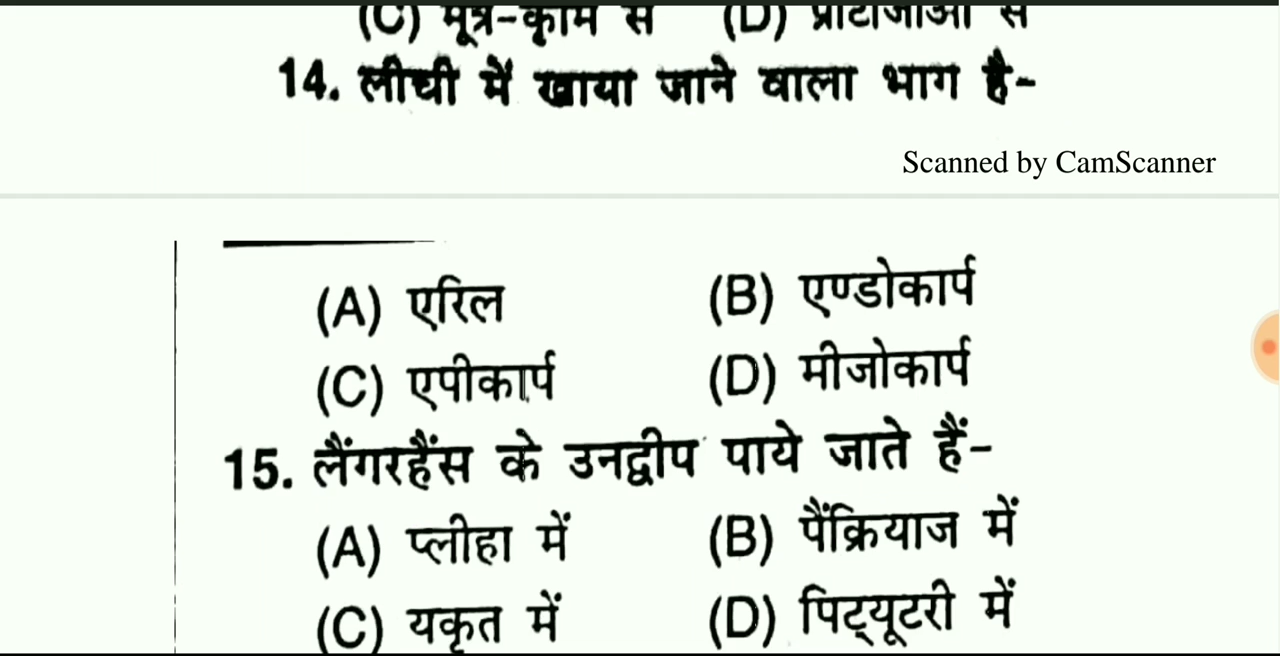 (C) मूत्र-कृमि से (D) प्रोटोजोआ से
14. लीची में खाया जाने वाला भाग है-
Scanned by CamScanner
(A) एरिल (B) एण्डोकार्प
(C) एपीकार्प (D) मीजोकार्प
15. लैंगरहैंस के उनद्वीप पाये जाते हैं-
(A) प्लीहा में (B) पैंक्रियाज में
(C) यकृत में (D) पिट्यूटरी में